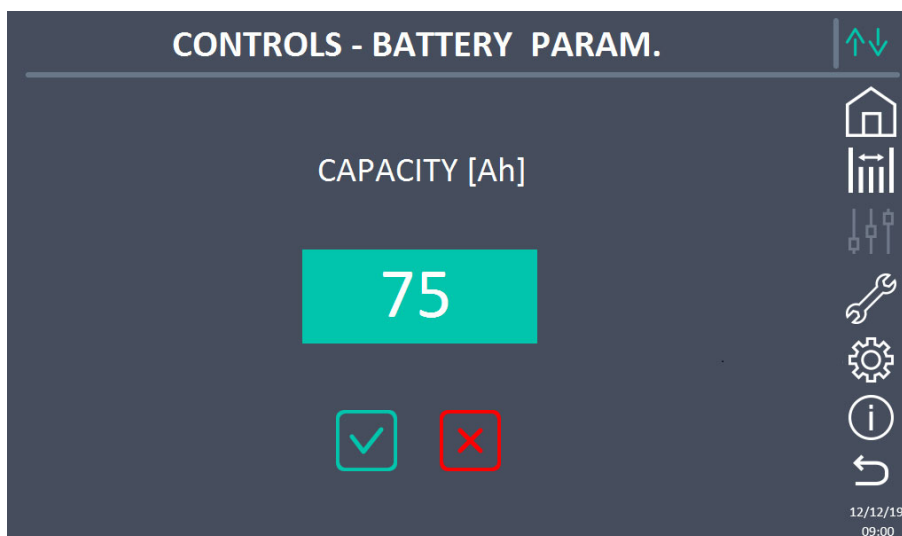 CONTROLS - BATTERY PARAM.
CAPACITY [Ah]
75
12/12/19
09:00